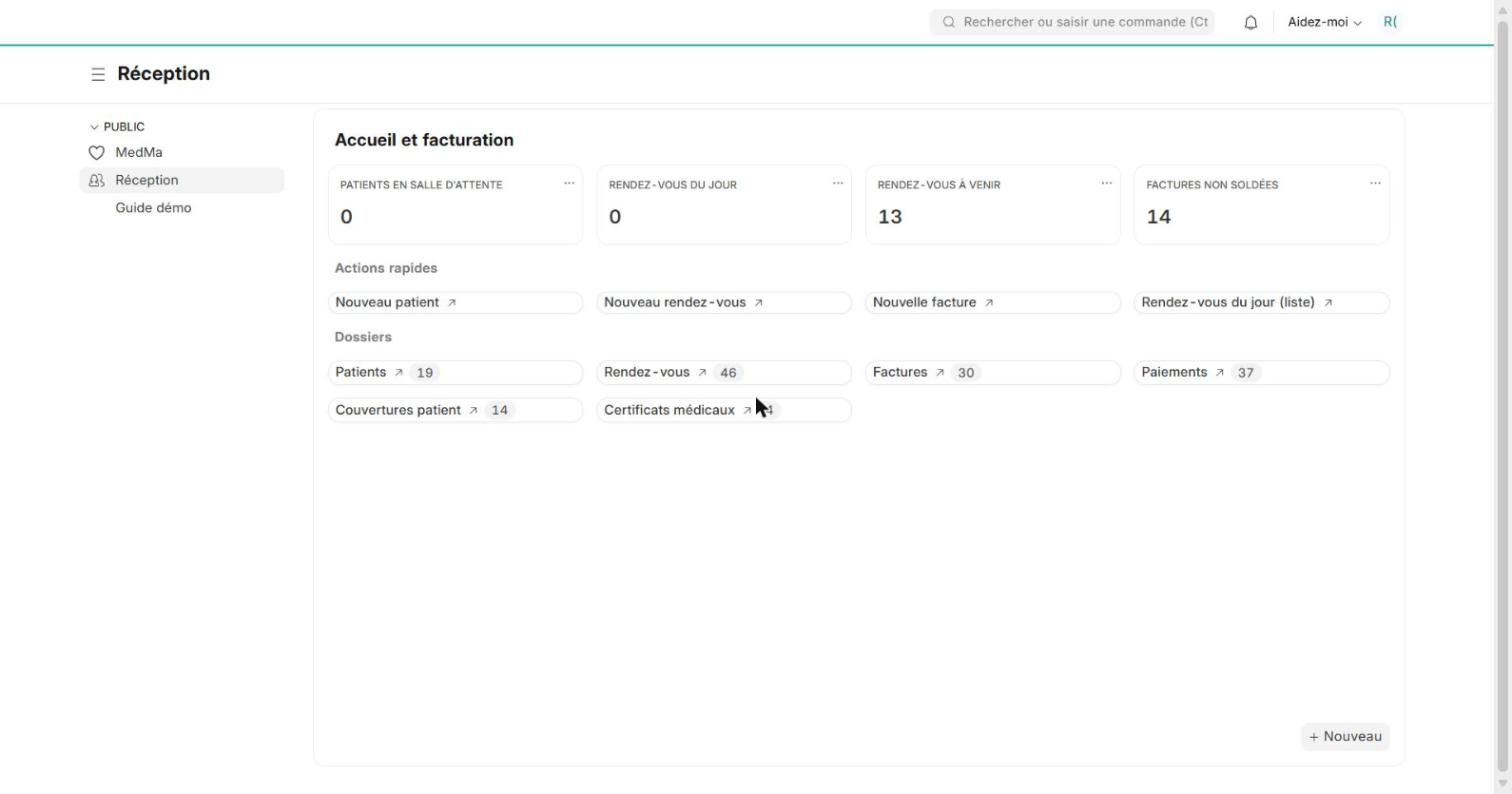 Rechercher ou saisir une commande (Ct
Aidez-moi
R(
Réception
PUBLIC
MedMa
Réception
Guide démo
Accueil et facturation
PATIENTS EN SALLE D'ATTENTE
0
RENDEZ-VOUS DU JOUR
0
RENDEZ-VOUS À VENIR
13
FACTURES NON SOLDÉES
14
Actions rapides
Nouveau patient
Nouveau rendez-vous
Nouvelle facture
Rendez-vous du jour (liste)
Dossiers
Patients 19
Rendez-vous 46
Factures 30
Paiements 37
Couvertures patient 14
Certificats médicaux
+ Nouveau